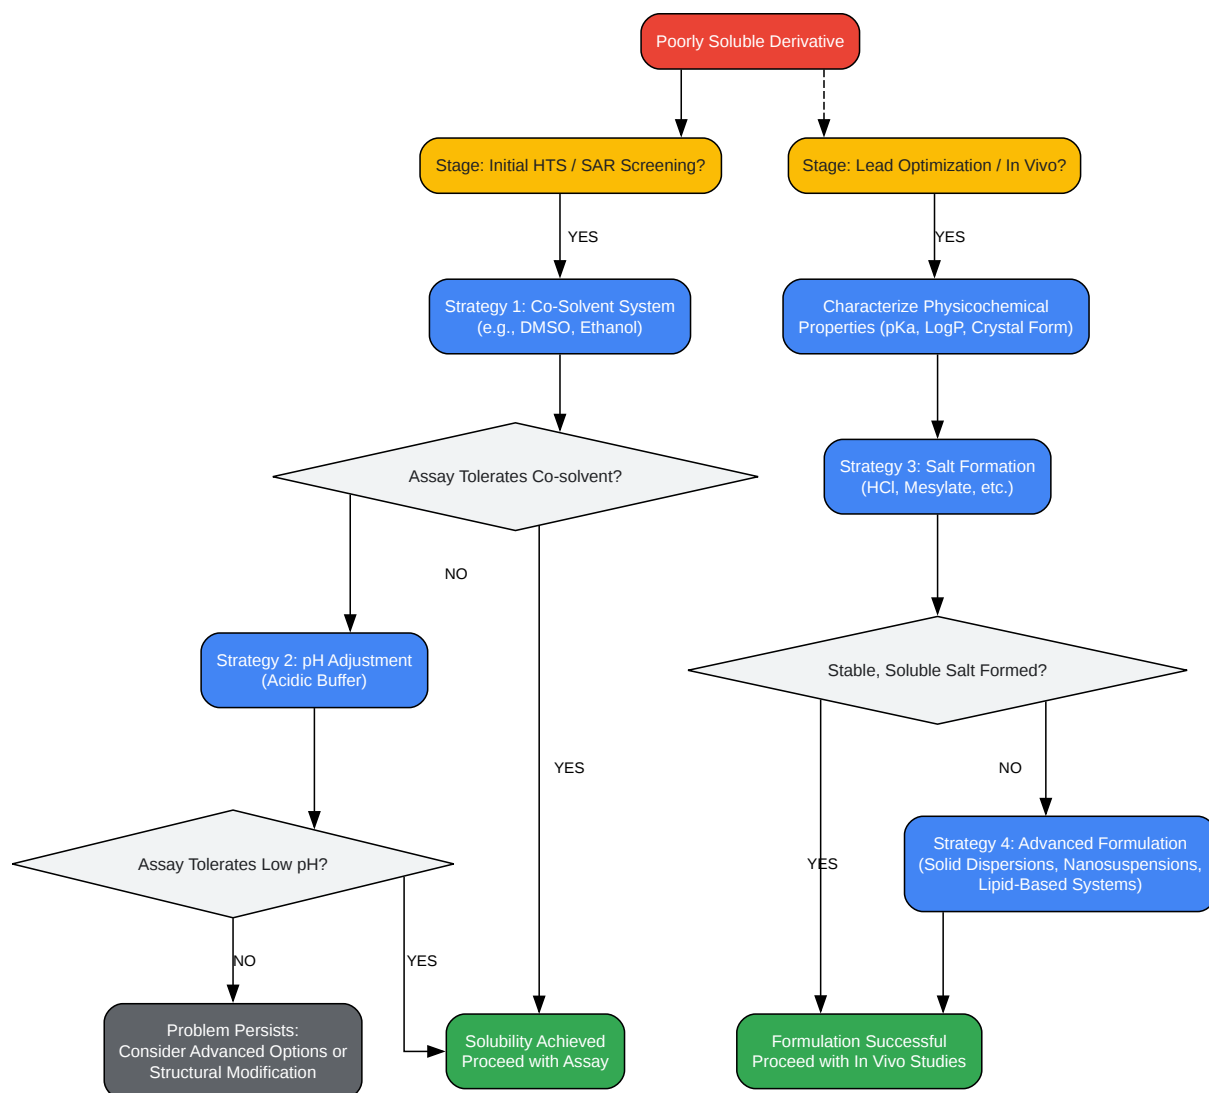 Poorly Soluble Derivative
Stage: Initial HTS / SAR Screening?
Stage: Lead Optimization / In Vivo?
YES
YES
Strategy 1: Co-Solvent System
(e.g., DMSO, Ethanol)
Characterize Physicochemical
Properties (pKa, LogP, Crystal Form)
Assay Tolerates Co-solvent?
Strategy 3: Salt Formation
(HCl, Mesylate, etc.)
NO
Strategy 2: pH Adjustment
(Acidic Buffer)
Stable, Soluble Salt Formed?
YES
NO
Assay Tolerates Low pH?
YES
Strategy 4: Advanced Formulation
(Solid Dispersions, Nanosuspensions,
Lipid-Based Systems)
NO
YES
Problem Persists:
Consider Advanced Options or
Structural Modification
Solubility Achieved
Proceed with Assay
Formulation Successful
Proceed with In Vivo Studies